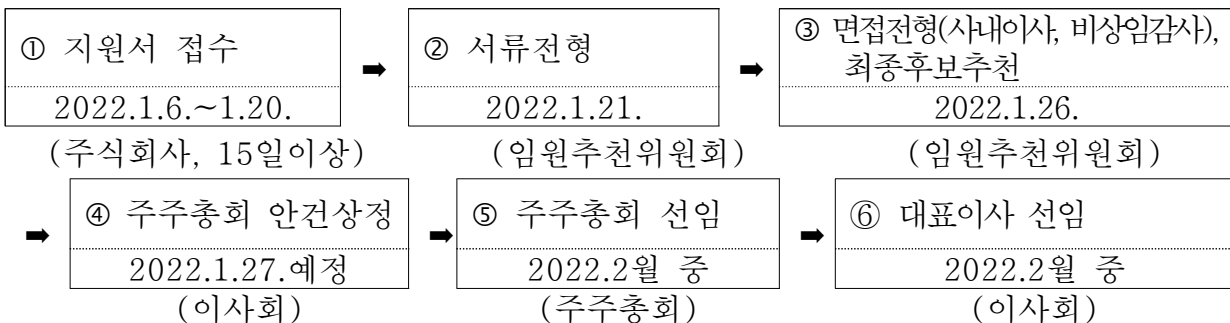 ① 지원서 접수
2022.1.6.~1.20.
(주식회사, 15일이상)
➡
② 서류전형
2022.1.21.
(임원추천위원회)
➡
③ 면접전형(사내이사, 비상임감사),
최종후보추천
2022.1.26.
(임원추천위원회)
➡
④ 주주총회 안건상정
2022.1.27.예정
(이사회)
➡
⑤ 주주총회 선임
2022.2월 중
(주주총회)
➡
⑥ 대표이사 선임
2022.2월 중
(이사회)